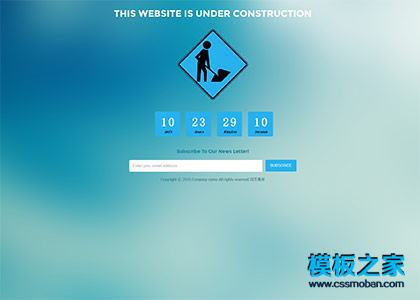 THIS WEBSITE IS UNDER CONSTRUCTION
10 23 29 10
DAYS Hours Minutes Seconds
Subscribe To Our News Letter!
Enter your email address SUBSCRIBE
Copyright © 2015.Company name All rights reserved.
模板之家
www.cssmoban.com